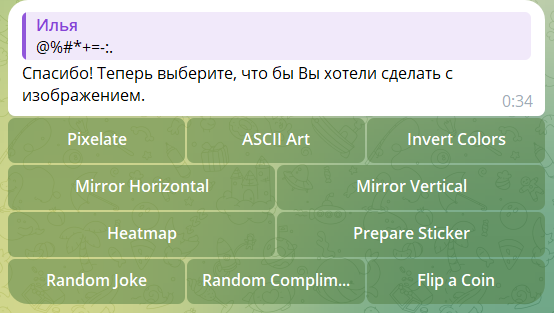 Илья
@%#*+=-:.
Спасибо! Теперь выберите, что бы Вы хотели сделать с
изображением.
0:34
Pixelate
ASCII Art
Invert Colors
Mirror Horizontal
Mirror Vertical
Heatmap
Prepare Sticker
Random Joke
Random Complim...
Flip a Coin